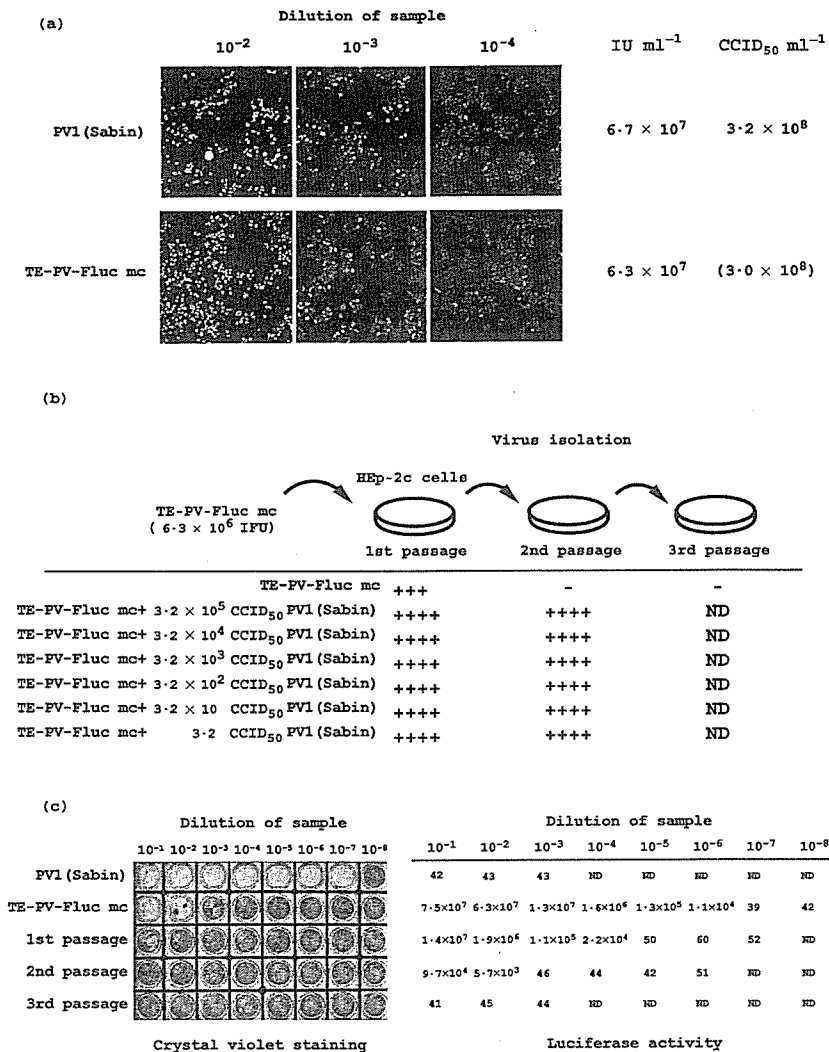 (a)
Dilution of sample
10⁻² 10⁻³ 10⁻⁴ IU ml⁻¹ CCID₅₀ ml⁻¹
PV1(Sabin) 6·7 × 10⁷ 3·2 × 10⁸
TE-PV-Fluc mc 6·3 × 10⁷ (3·0 × 10⁸)
(b)
Virus isolation
HEp-2c cells
TE-PV-Fluc mc
( 6·3 × 10⁶ IFU)
1st passage 2nd passage 3rd passage
TE-PV-Fluc mc +++ - -
TE-PV-Fluc mc+ 3·2 × 10⁵ CCID₅₀ PV1(Sabin) ++++ ++++ ND
TE-PV-Fluc mc+ 3·2 × 10⁴ CCID₅₀ PV1(Sabin) ++++ ++++ ND
TE-PV-Fluc mc+ 3·2 × 10³ CCID₅₀ PV1(Sabin) ++++ ++++ ND
TE-PV-Fluc mc+ 3·2 × 10² CCID₅₀ PV1(Sabin) ++++ ++++ ND
TE-PV-Fluc mc+ 3·2 × 10 CCID₅₀ PV1(Sabin) ++++ ++++ ND
TE-PV-Fluc mc+ 3·2 CCID₅₀ PV1(Sabin) ++++ ++++ ND
(c)
Dilution of sample Dilution of sample
10⁻¹ 10⁻² 10⁻³ 10⁻⁴ 10⁻⁵ 10⁻⁶ 10⁻⁷ 10⁻⁸ 10⁻¹ 10⁻² 10⁻³ 10⁻⁴ 10⁻⁵ 10⁻⁶ 10⁻⁷ 10⁻⁸
PV1(Sabin) 42 43 43 ND ND ND ND ND
TE-PV-Fluc mc 7·5×10⁷ 6·3×10⁷ 1·3×10⁷ 1·6×10⁶ 1·3×10⁵ 1·1×10⁴ 39 42
1st passage 1·4×10⁷ 1·9×10⁶ 1·1×10⁵ 2·2×10⁴ 50 60 52 ND
2nd passage 9·7×10⁴ 5·7×10³ 46 44 42 51 ND ND
3rd passage 41 45 44 ND ND ND ND ND
Crystal violet staining Luciferase activity